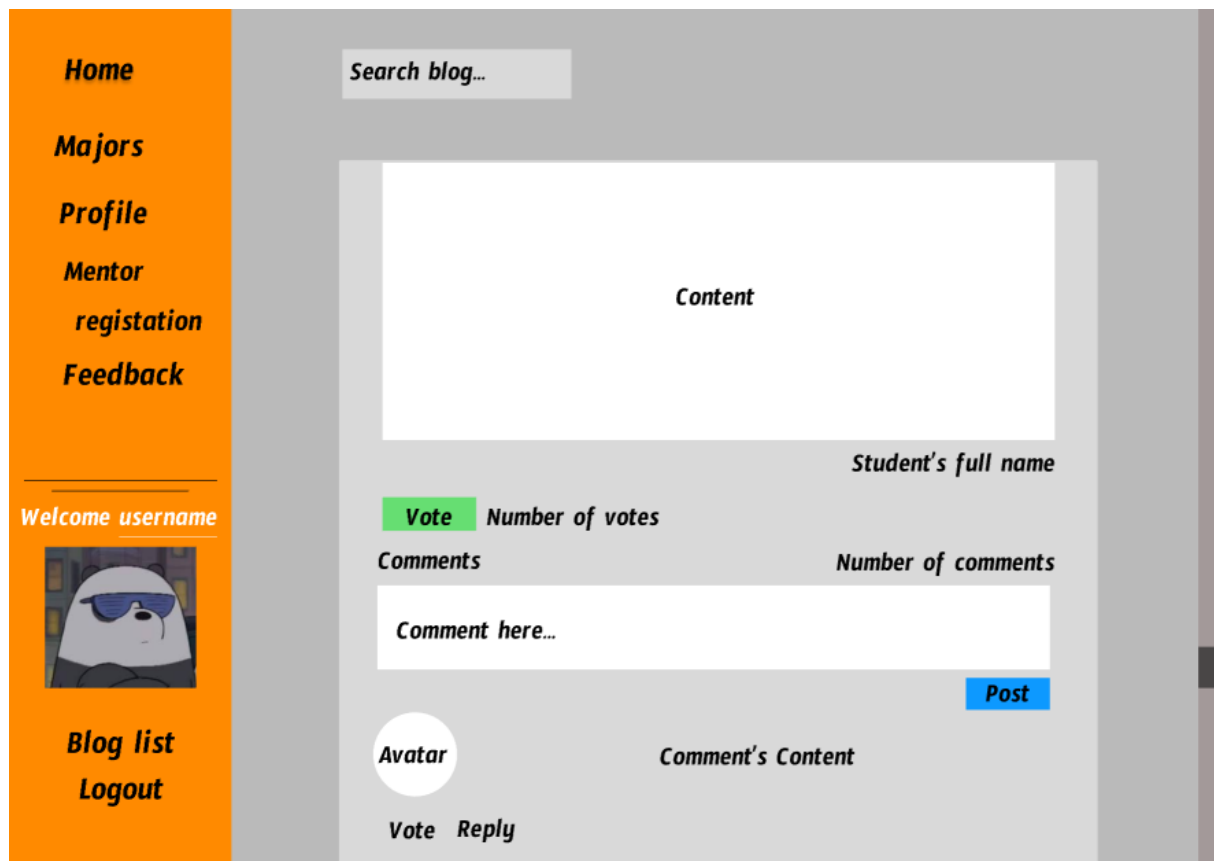 Home
Majors
Profile
Mentor
registation
Feedback
Welcome username
Blog list
Logout
Search blog...
Content
Student's full name
Vote Number of votes
Comments Number of comments
Comment here...
Post
Avatar Comment's Content
Vote Reply